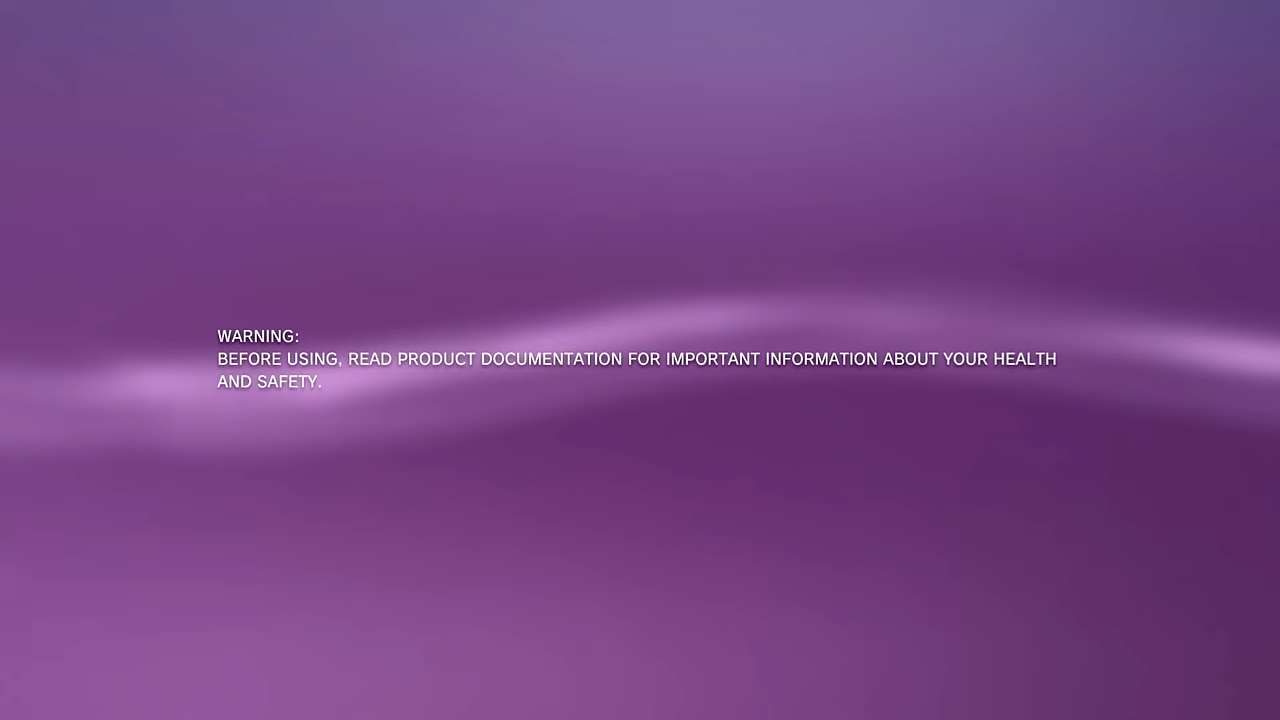 WARNING:
BEFORE USING, READ PRODUCT DOCUMENTATION FOR IMPORTANT INFORMATION ABOUT YOUR HEALTH
AND SAFETY.